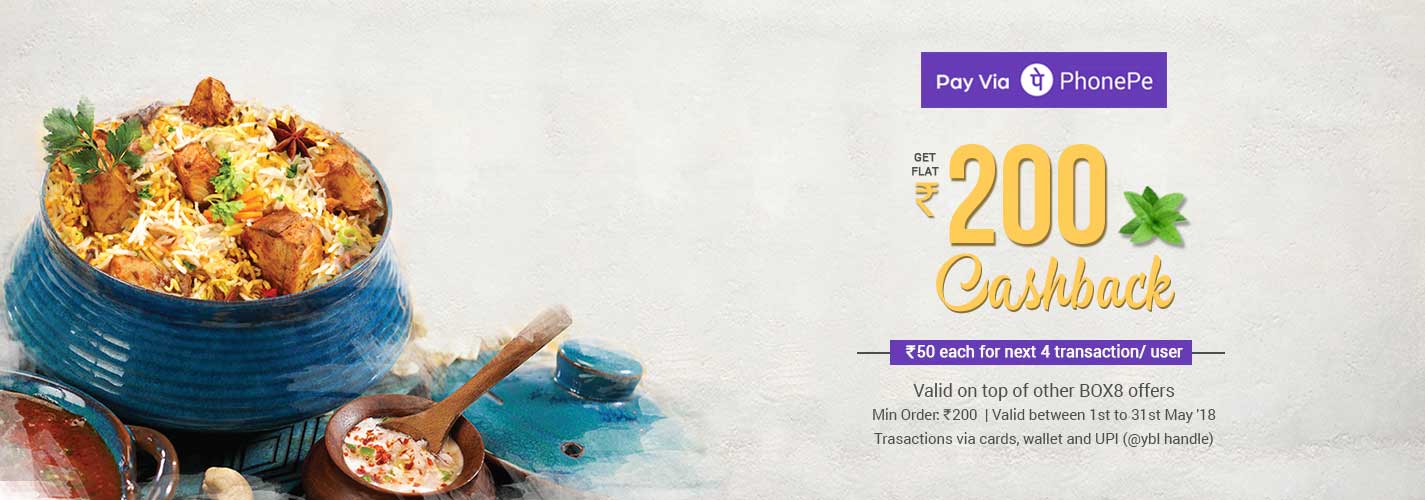 Pay Via पे PhonePe
GET
FLAT
₹200
Cashback
₹50 each for next 4 transaction/ user
Valid on top of other BOX8 offers
Min Order: ₹200 | Valid between 1st to 31st May '18
Trasactions via cards, wallet and UPI (@ybl handle)